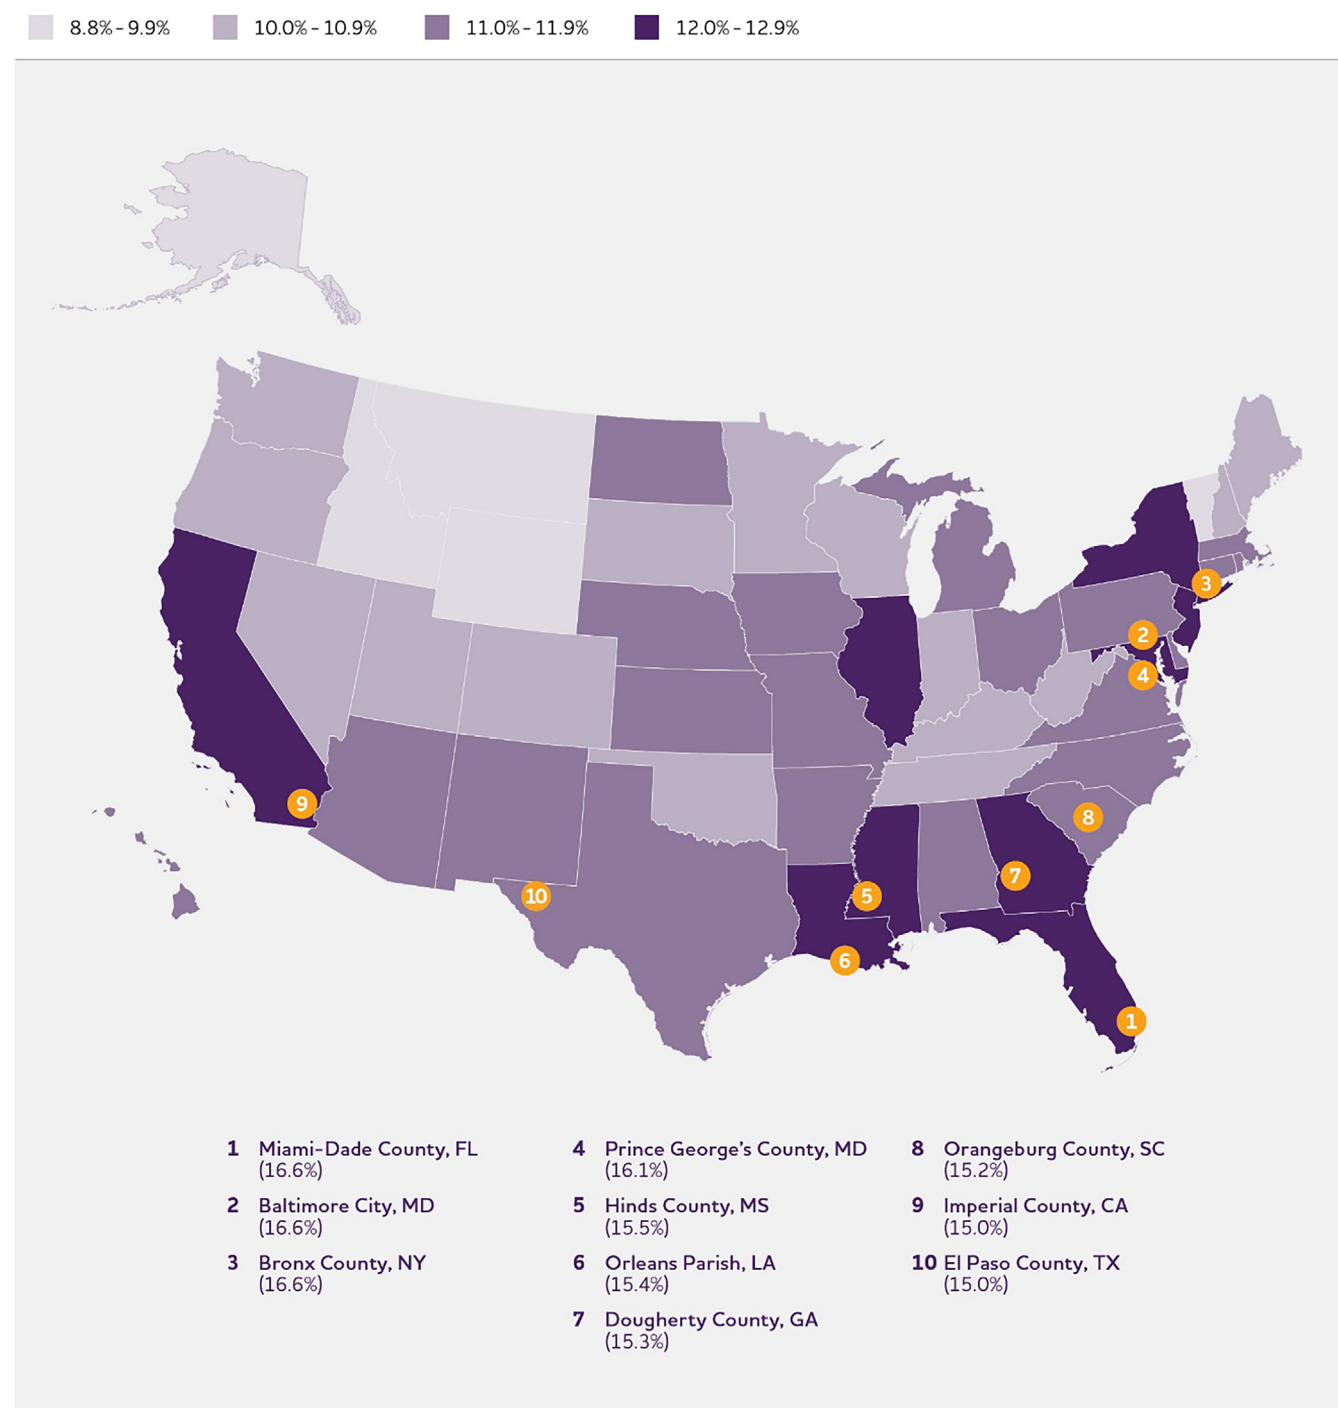 8.8%–9.9% 10.0%–10.9% 11.0%–11.9% 12.0%–12.9%
3
2
4
9
8
7
10
5
6
1
1 Miami-Dade County, FL
(16.6%)
2 Baltimore City, MD
(16.6%)
3 Bronx County, NY
(16.6%)
4 Prince George's County, MD
(16.1%)
5 Hinds County, MS
(15.5%)
6 Orleans Parish, LA
(15.4%)
7 Dougherty County, GA
(15.3%)
8 Orangeburg County, SC
(15.2%)
9 Imperial County, CA
(15.0%)
10 El Paso County, TX
(15.0%)